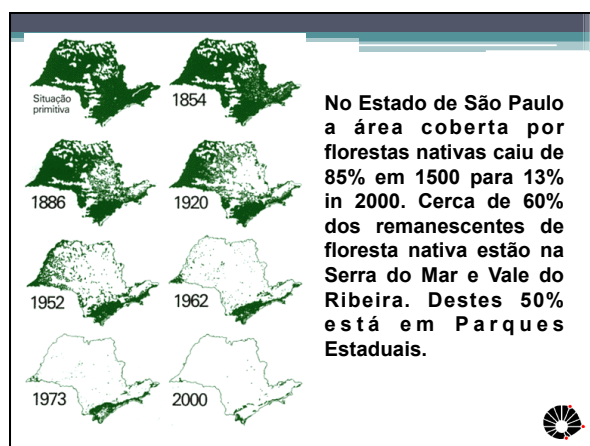 Situação
primitiva
1854
1886
1920
1952
1962
1973
2000
No Estado de São Paulo
a área coberta por
florestas nativas caiu de
85% em 1500 para 13%
in 2000. Cerca de 60%
dos remanescentes de
floresta nativa estão na
Serra do Mar e Vale do
Ribeira. Destes 50%
está em Parques
Estaduais.